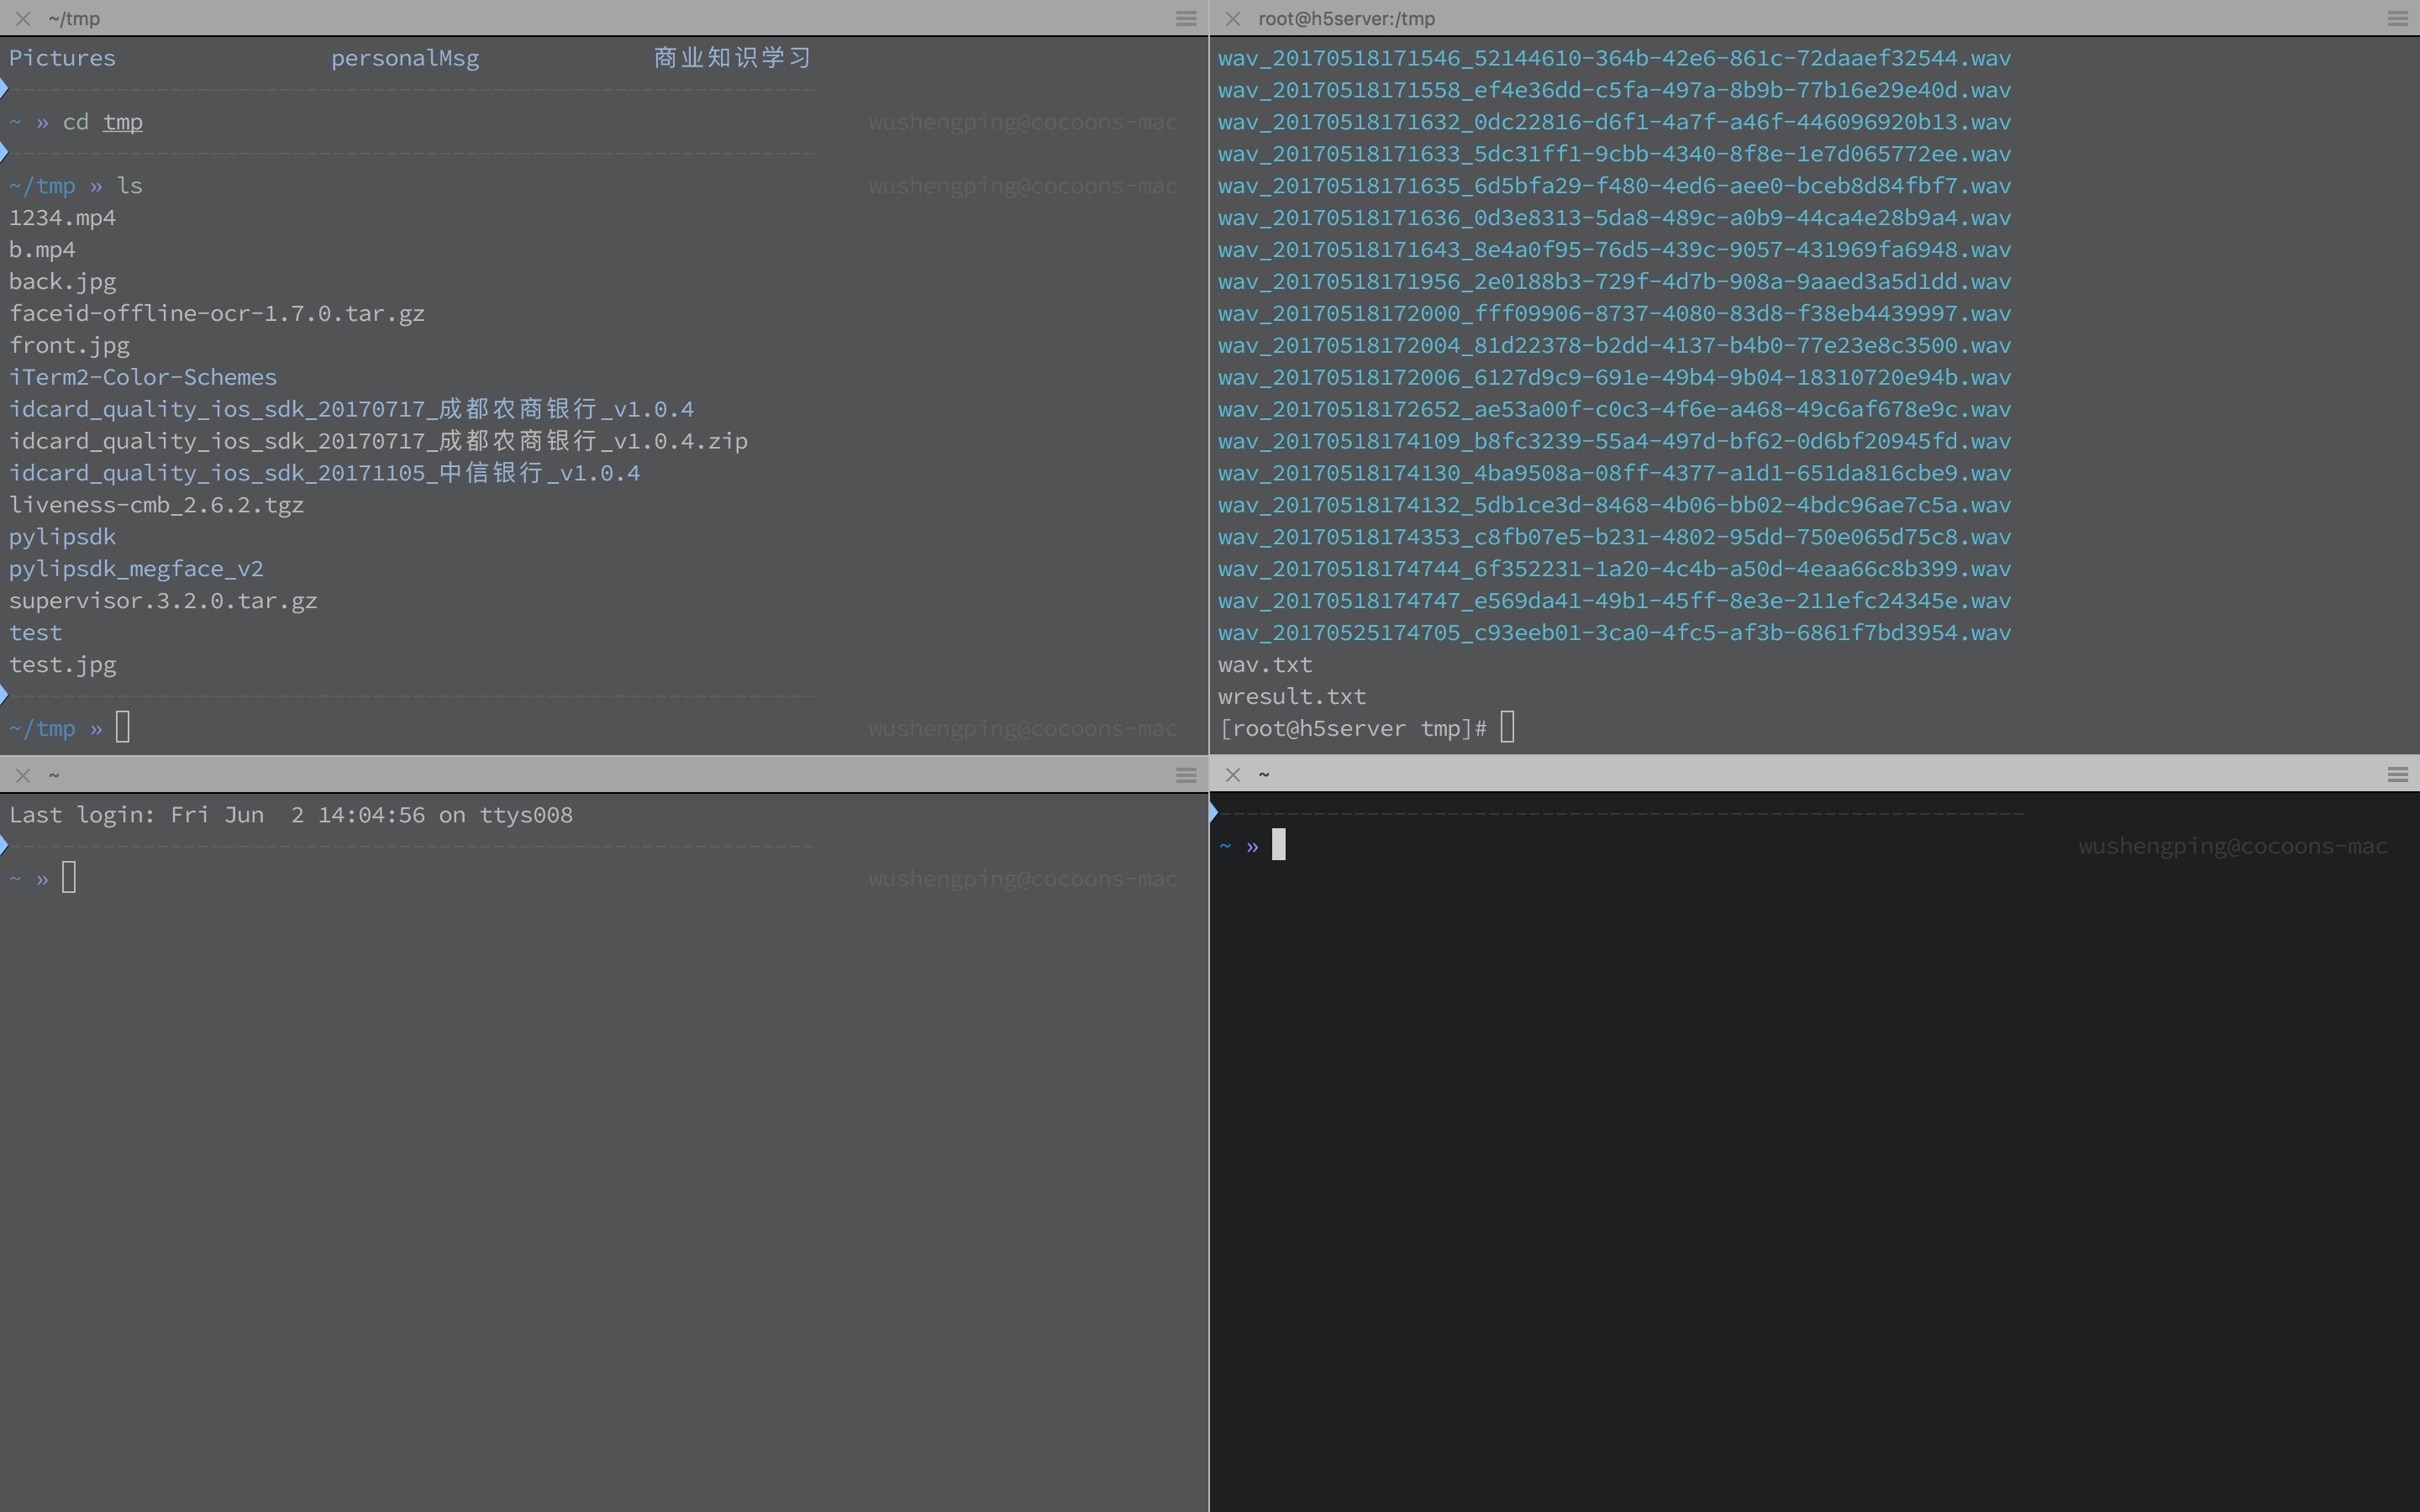 ~/tmp
Pictures personalMsg 商业知识学习
~ » cd tmp wushengping@cocoons-mac
~/tmp » ls wushengping@cocoons-mac
1234.mp4
b.mp4
back.jpg
faceid-offline-ocr-1.7.0.tar.gz
front.jpg
iTerm2-Color-Schemes
idcard_quality_ios_sdk_20170717_成都农商银行_v1.0.4
idcard_quality_ios_sdk_20170717_成都农商银行_v1.0.4.zip
idcard_quality_ios_sdk_20171105_中信银行_v1.0.4
liveness-cmb_2.6.2.tgz
pylipsdk
pylipsdk_megface_v2
supervisor.3.2.0.tar.gz
test
test.jpg
~/tmp » wushengping@cocoons-mac
root@h5server:/tmp
wav_20170518171546_52144610-364b-42e6-861c-72daaef32544.wav
wav_20170518171558_ef4e36dd-c5fa-497a-8b9b-77b16e29e40d.wav
wav_20170518171632_0dc22816-d6f1-4a7f-a46f-446096920b13.wav
wav_20170518171633_5dc31ff1-9cbb-4340-8f8e-1e7d065772ee.wav
wav_20170518171635_6d5bfa29-f480-4ed6-aee0-bceb8d84fbf7.wav
wav_20170518171636_0d3e8313-5da8-489c-a0b9-44ca4e28b9a4.wav
wav_20170518171643_8e4a0f95-76d5-439c-9057-431969fa6948.wav
wav_20170518171956_2e0188b3-729f-4d7b-908a-9aaed3a5d1dd.wav
wav_20170518172000_fff09906-8737-4080-83d8-f38eb4439997.wav
wav_20170518172004_81d22378-b2dd-4137-b4b0-77e23e8c3500.wav
wav_20170518172006_6127d9c9-691e-49b4-9b04-18310720e94b.wav
wav_20170518172652_ae53a00f-c0c3-4f6e-a468-49c6af678e9c.wav
wav_20170518174109_b8fc3239-55a4-497d-bf62-0d6bf20945fd.wav
wav_20170518174130_4ba9508a-08ff-4377-a1d1-651da816cbe9.wav
wav_20170518174132_5db1ce3d-8468-4b06-bb02-4bdc96ae7c5a.wav
wav_20170518174353_c8fb07e5-b231-4802-95dd-750e065d75c8.wav
wav_20170518174744_6f352231-1a20-4c4b-a50d-4eaa66c8b399.wav
wav_20170518174747_e569da41-49b1-45ff-8e3e-211efc24345e.wav
wav_20170525174705_c93eeb01-3ca0-4fc5-af3b-6861f7bd3954.wav
wav.txt
wresult.txt
[root@h5server tmp]#
~
Last login: Fri Jun  2 14:04:56 on ttys008
~ » wushengping@cocoons-mac
~
~ » wushengping@cocoons-mac